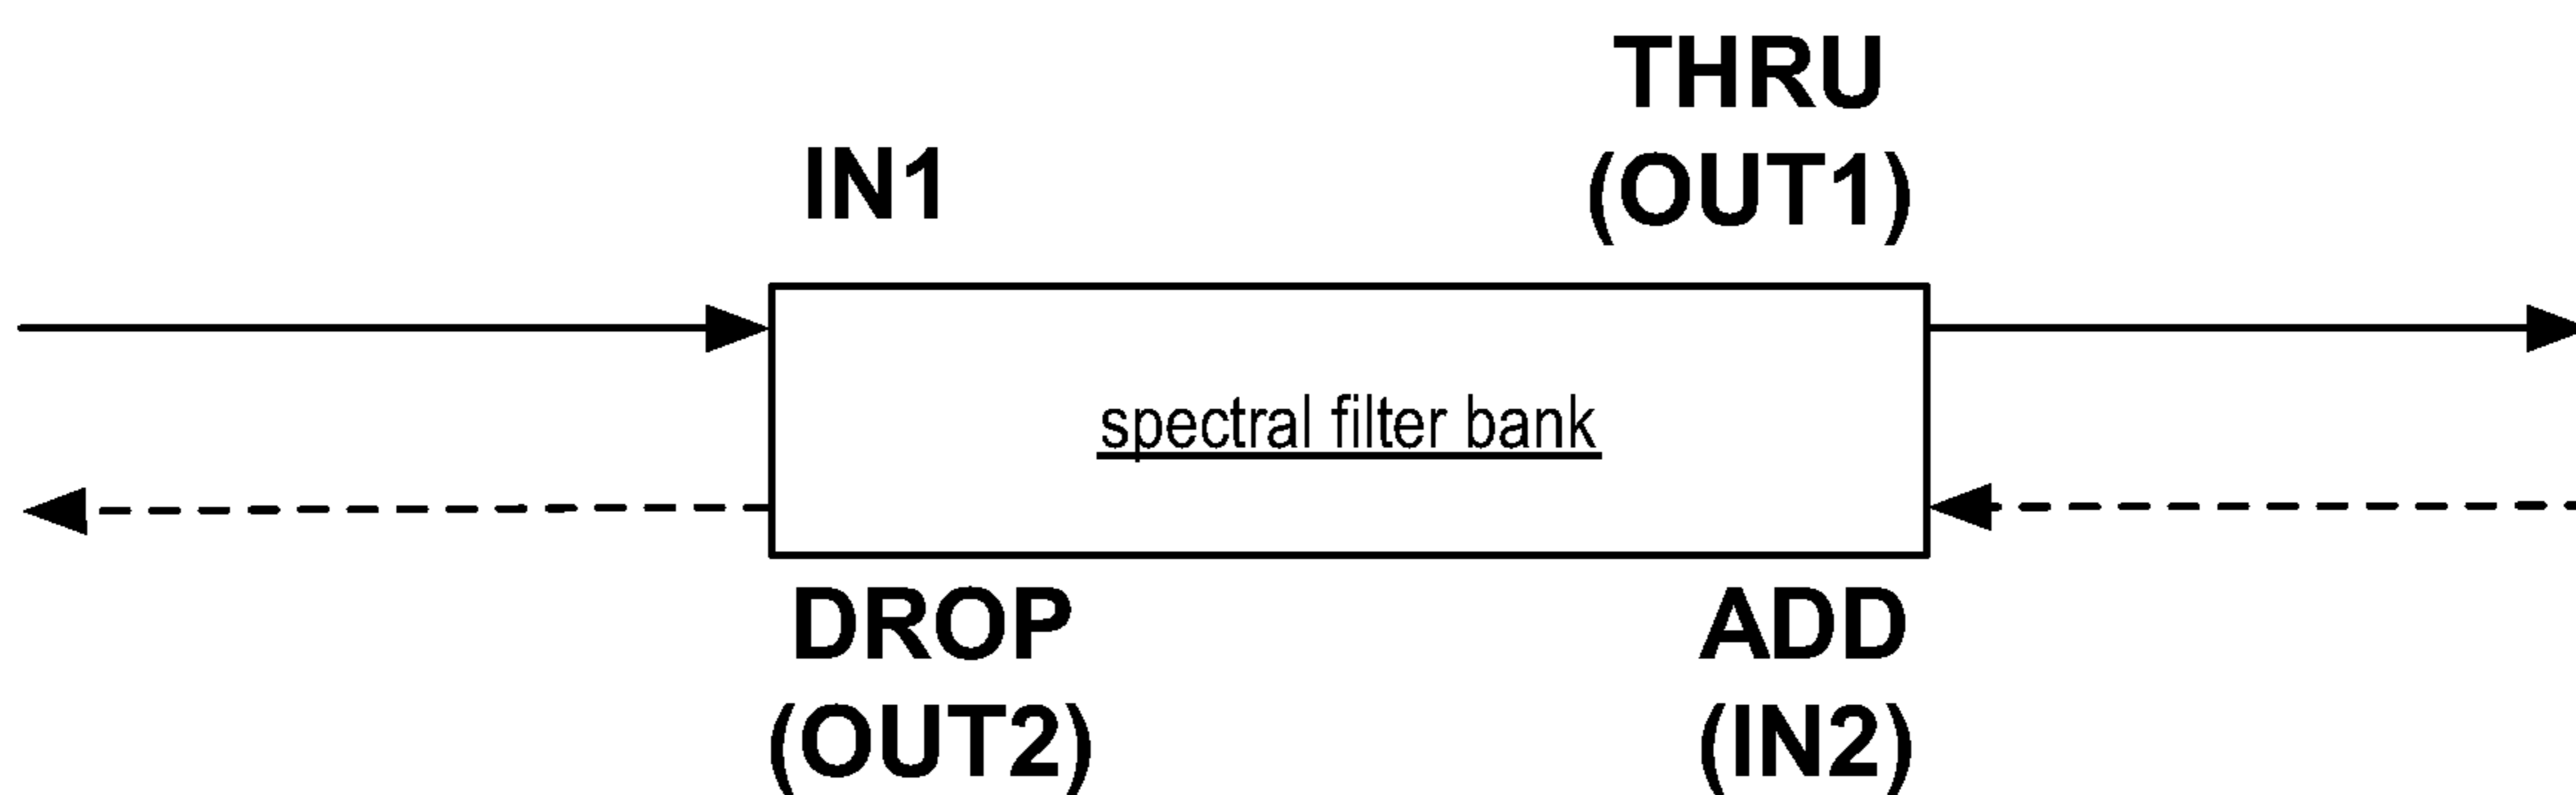 THRU
(OUT1)
IN1
spectral filter bank
DROP
(OUT2)
ADD
(IN2)